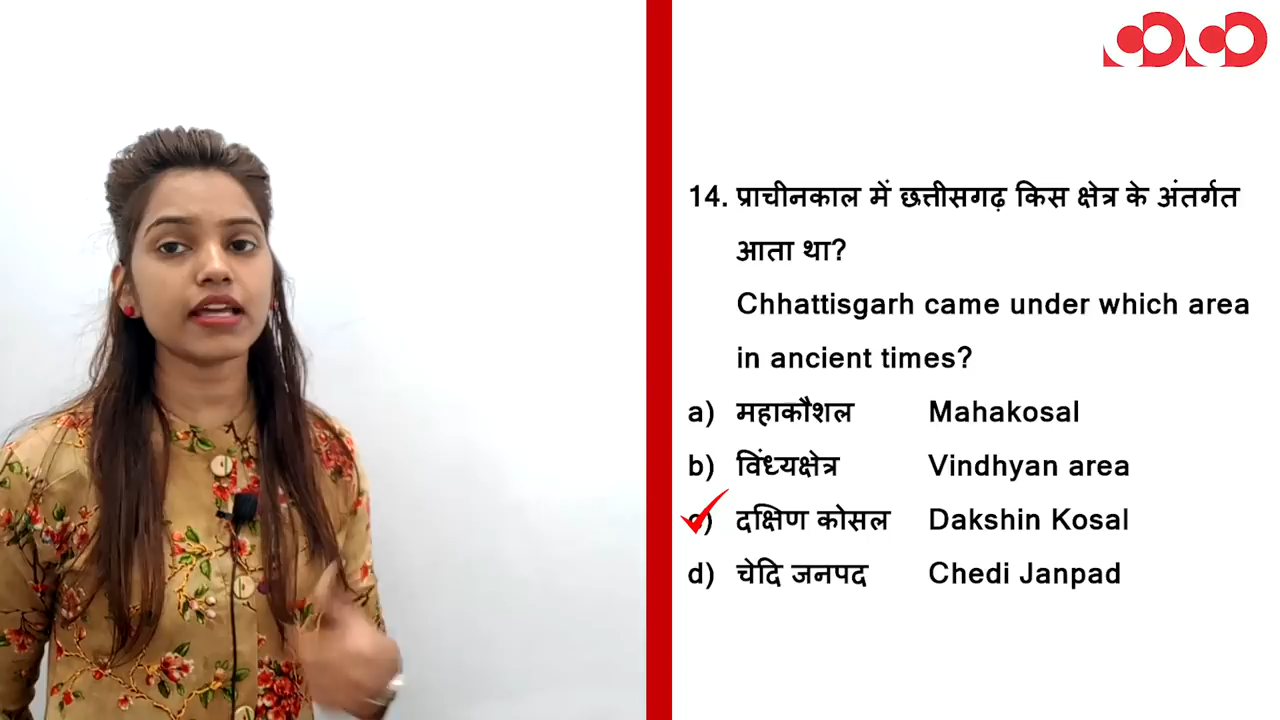 14. प्राचीनकाल में छत्तीसगढ़ किस क्षेत्र के अंतर्गत
आता था?
Chhattisgarh came under which area
in ancient times?
a) महाकौशल Mahakosal
b) विंध्यक्षेत्र Vindhyan area
c) दक्षिण कोसल Dakshin Kosal
d) चेदि जनपद Chedi Janpad